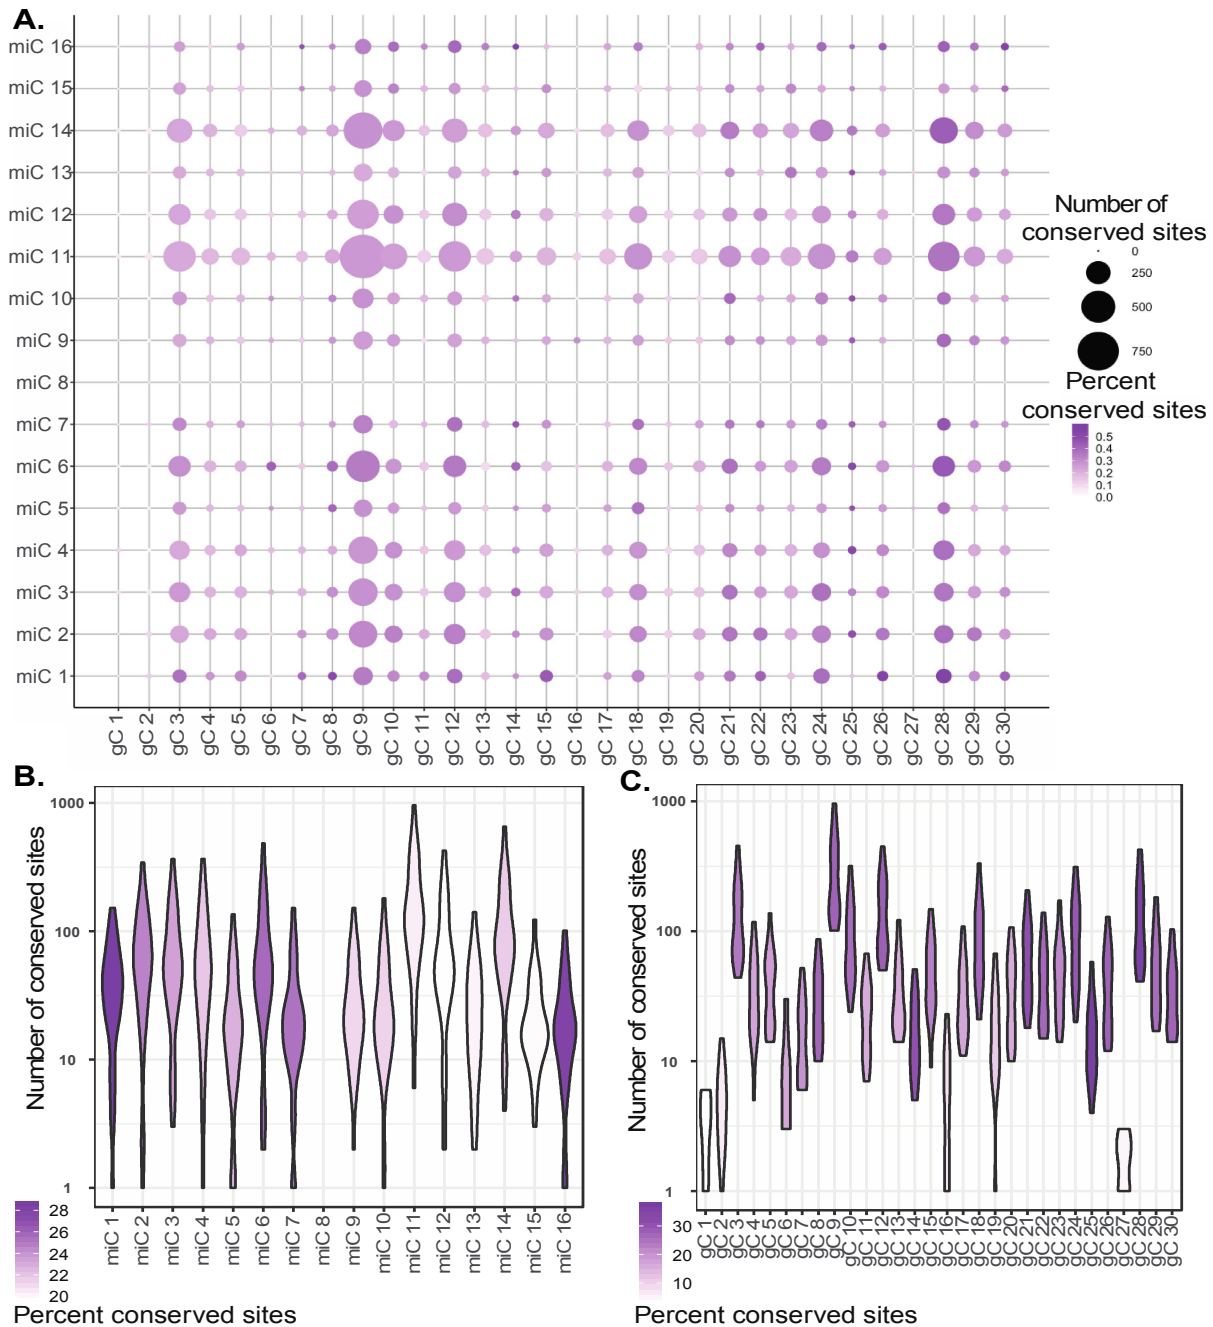 A.
miC 16
miC 15
miC 14
miC 13
miC 12
miC 11
miC 10
miC 9
miC 8
miC 7
miC 6
miC 5
miC 4
miC 3
miC 2
miC 1
gC 1
gC 2
gC 3
gC 4
gC 5
gC 6
gC 7
gC 8
gC 9
gC 10
gC 11
gC 12
gC 13
gC 14
gC 15
gC 16
gC 17
gC 18
gC 19
gC 20
gC 21
gC 22
gC 23
gC 24
gC 25
gC 26
gC 27
gC 28
gC 29
gC 30
Number of
conserved sites
0
250
500
750
Percent
conserved sites
0.5
0.4
0.3
0.2
0.1
0.0
B.
Number of conserved sites
1000
100
10
1
miC 1
miC 2
miC 3
miC 4
miC 5
miC 6
miC 7
miC 8
miC 9
miC 10
miC 11
miC 12
miC 13
miC 14
miC 15
miC 16
28
26
24
22
20
Percent conserved sites
C.
Number of conserved sites
1000
100
10
1
gC 1
gC 2
gC 3
gC 4
gC 5
gC 6
gC 7
gC 8
gC 9
gC 10
gC 11
gC 12
gC 13
gC 14
gC 15
gC 16
gC 17
gC 18
gC 19
gC 20
gC 21
gC 22
gC 23
gC 24
gC 25
gC 26
gC 27
gC 28
gC 29
gC 30
30
20
10
Percent conserved sites